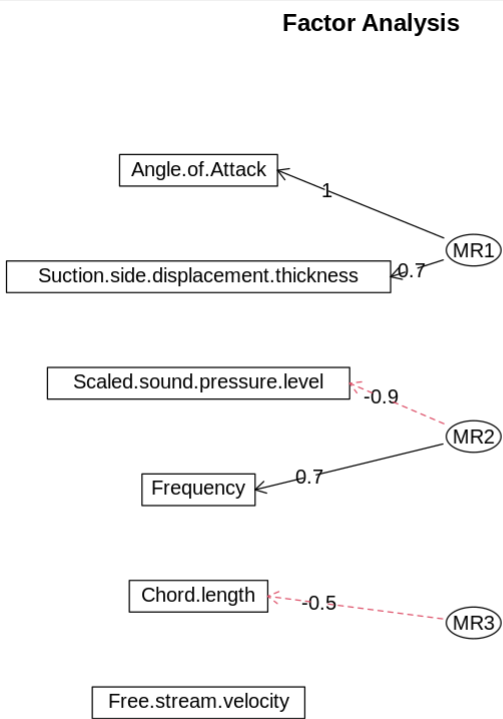 Factor Analysis
Angle.of.Attack
1
MR1
Suction.side.displacement.thickness
0.7
Scaled.sound.pressure.level
-0.9
MR2
Frequency
0.7
Chord.length
-0.5
MR3
Free.stream.velocity